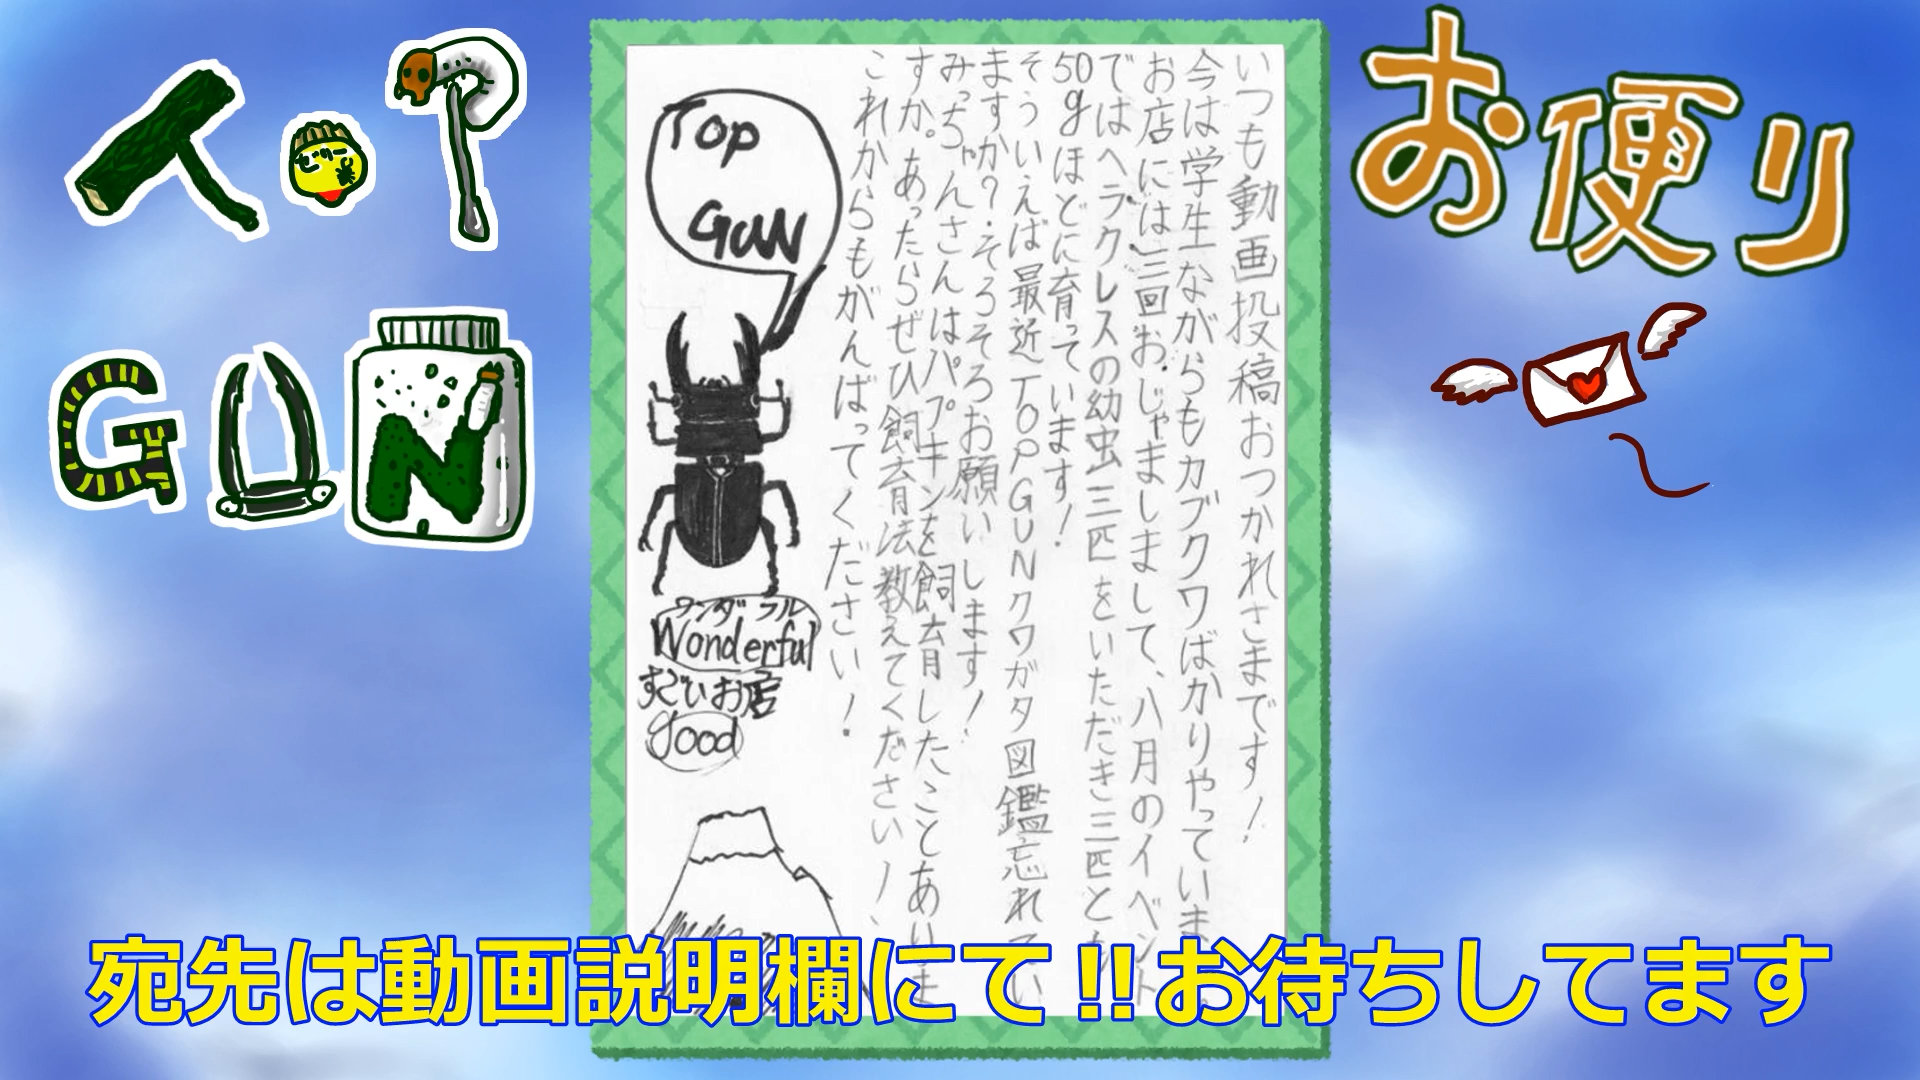 TOP
GUN
ゼリー
お便り
いつも動画投稿おつかれさまです!
今は学生ながらもカブクワばかりやっていま
お店には三回おじゃましまして、八月のイベント
ではヘラクレスの幼虫三匹をいただき三匹とも
50gほどに育っています!
そういえば最近TOPGUNクワガタ図鑑忘れてい
ますか?そろそろお願いします!
みっちゃんさんはパプキンを飼育したことありま
すか。あったらぜひ飼育法教えてください!
これからもがんばってください!
Top
GUN
ワンダフル
Wonderful
すごいお店
good
宛先は動画説明欄にて!!お待ちしてます